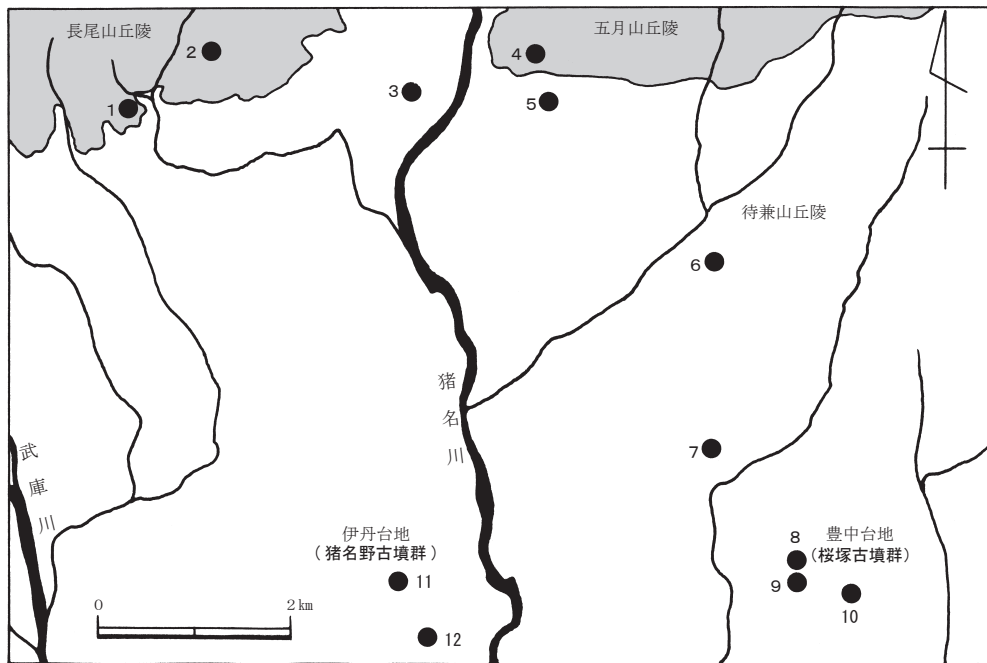 長尾山丘陵
五月山丘陵
2
4
3
5
1
待兼山丘陵
6
猪名川
7
武庫川
伊丹台地
(猪名野古墳群)
8
豊中台地
(桜塚古墳群)
9
10
11
12
0
2㎞